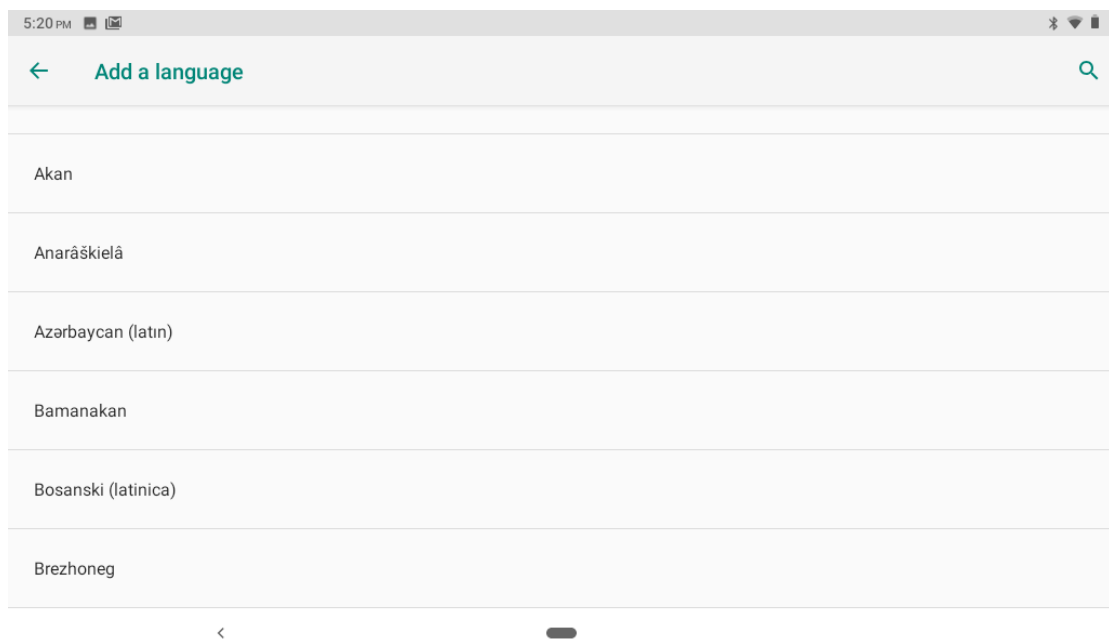 5:20 PM
Add a language
Akan
Anarâškielâ
Azərbaycan (latın)
Bamanakan
Bosanski (latinica)
Brezhoneg